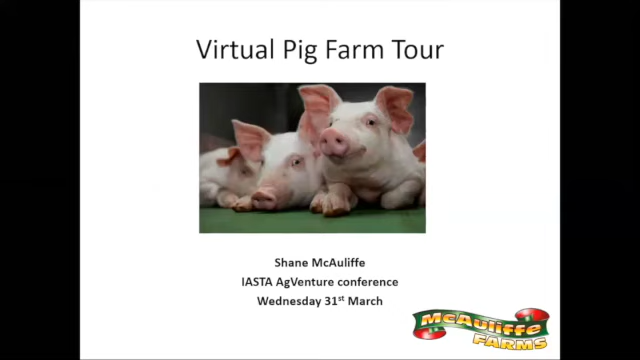 Virtual Pig Farm Tour
Shane McAuliffe
IASTA AgVenture conference
Wednesday 31st March
McAuliffe
FARMS